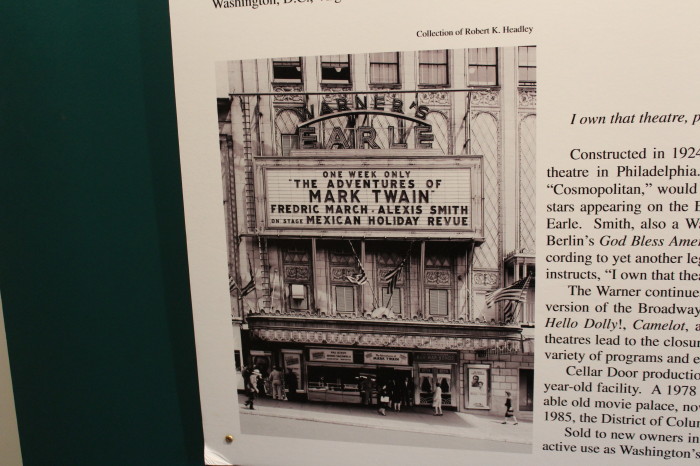 Washington, D.C.,
Collection of Robert K. Headley
WARNER'S
EARLE
ONE WEEK ONLY
"THE ADVENTURES OF
MARK TWAIN"
FREDRIC MARCH - ALEXIS SMITH
ON STAGE MEXICAN HOLIDAY REVUE
MARK TWAIN
I own that theatre, p
Constructed in 1924
theatre in Philadelphia.
"Cosmopolitan," would
stars appearing on the E
Earle. Smith, also a Wa
Berlin's God Bless Amer
cording to yet another leg
instructs, "I own that thea
The Warner continue
version of the Broadway
Hello Dolly!, Camelot, a
theatres lead to the closur
variety of programs and e
Cellar Door productio
year-old facility. A 1978
able old movie palace, no
1985, the District of Colum
Sold to new owners in
active use as Washington's